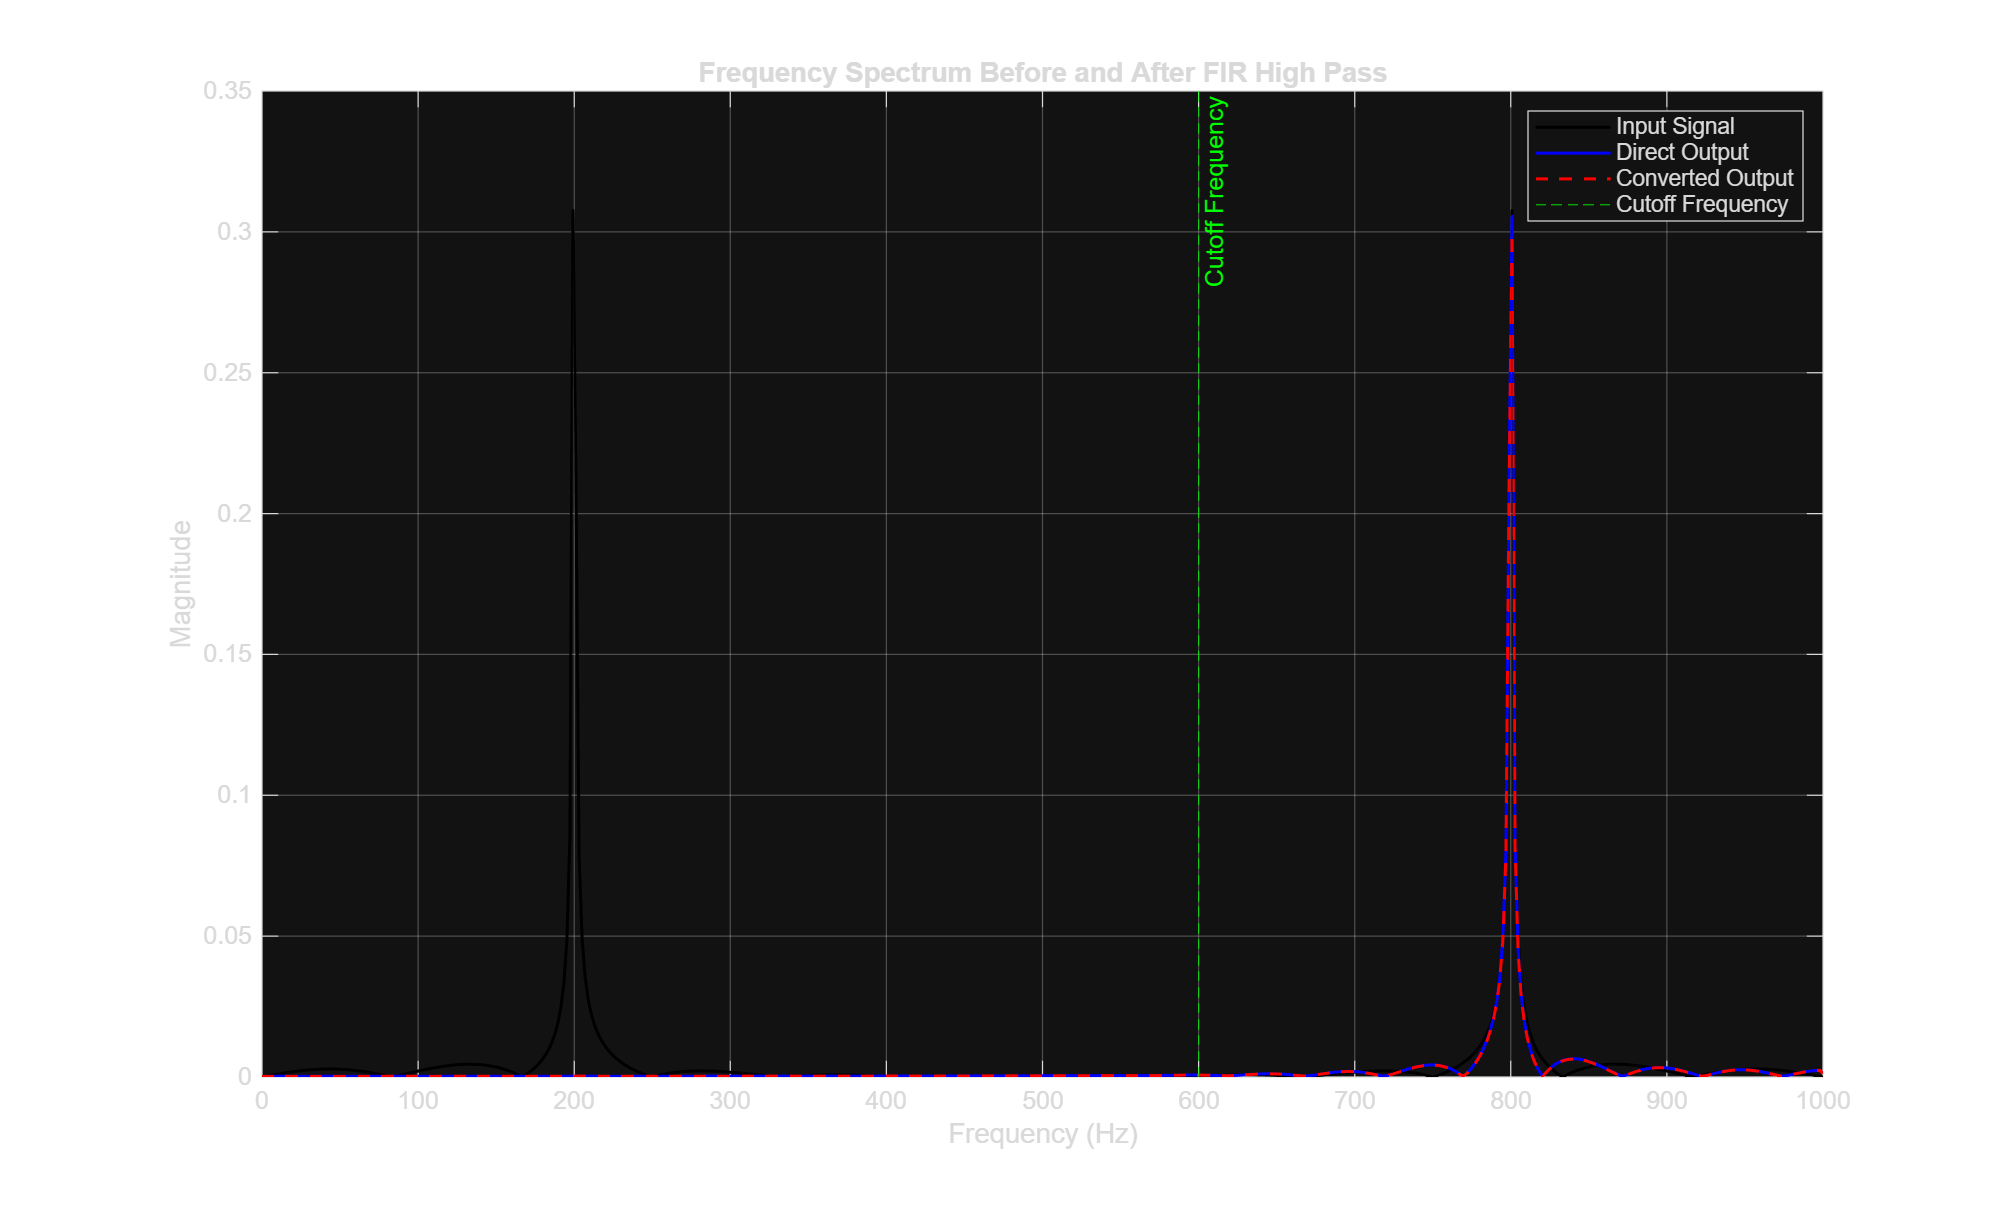 Frequency Spectrum Before and After FIR High Pass
0.35
0.3
0.25
0.2
0.15
0.1
0.05
0
Magnitude
Cutoff Frequency
Input Signal
Direct Output
Converted Output
Cutoff Frequency
0 100 200 300 400 500 600 700 800 900 1000
Frequency (Hz)